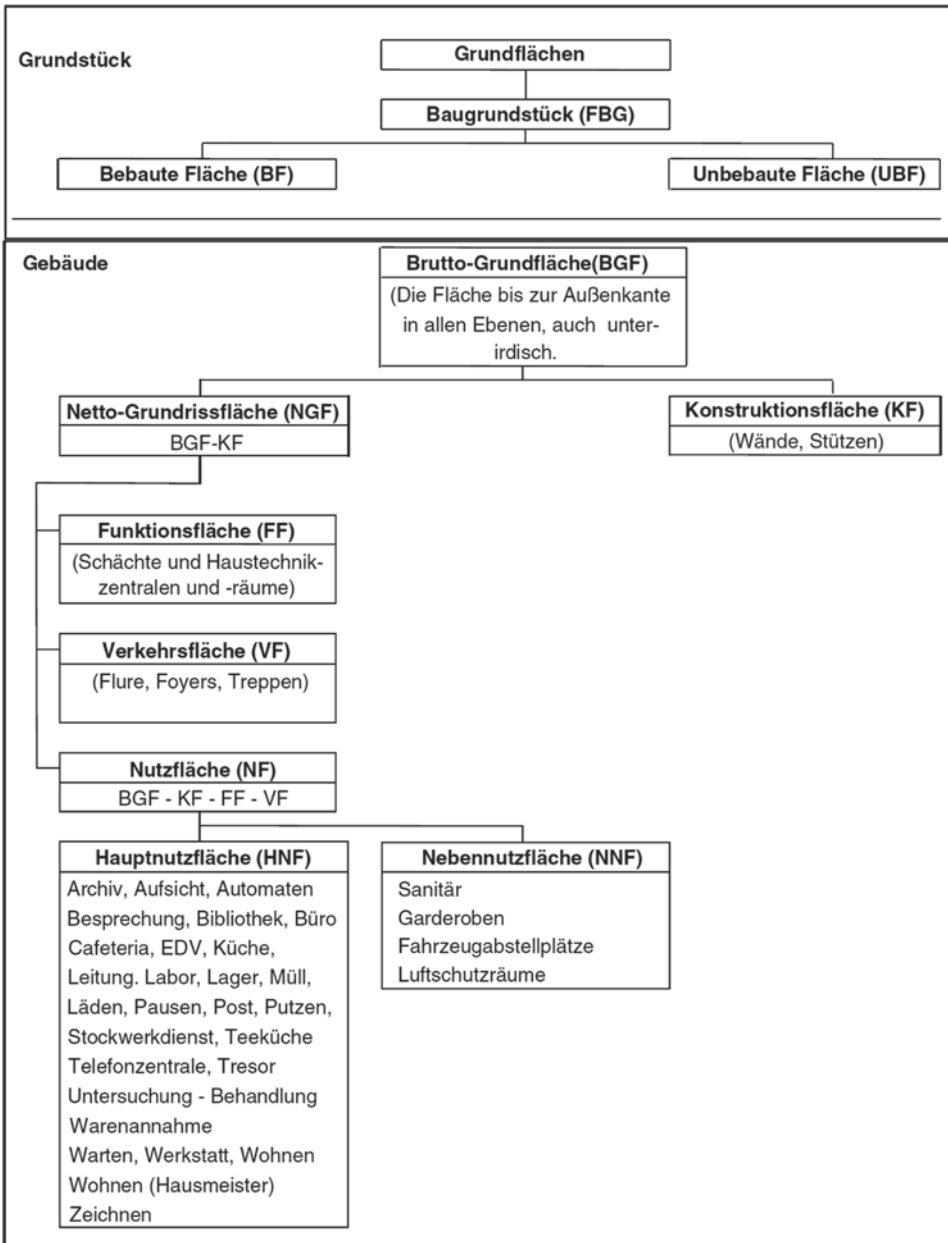 Grundstück
Grundflächen
Baugrundstück (FBG)
Bebaute Fläche (BF)
Unbebaute Fläche (UBF)
Gebäude
Brutto-Grundfläche(BGF)
(Die Fläche bis zur Außenkante
in allen Ebenen, auch unter-
irdisch.
Netto-Grundrissfläche (NGF)
BGF-KF
Konstruktionsfläche (KF)
(Wände, Stützen)
Funktionsfläche (FF)
(Schächte und Haustechnik-
zentralen und -räume)
Verkehrsfläche (VF)
(Flure, Foyers, Treppen)
Nutzfläche (NF)
BGF - KF - FF - VF
Hauptnutzfläche (HNF)
Archiv, Aufsicht, Automaten
Besprechung, Bibliothek, Büro
Cafeteria, EDV, Küche,
Leitung. Labor, Lager, Müll,
Läden, Pausen, Post, Putzen,
Stockwerkdienst, Teeküche
Telefonzentrale, Tresor
Untersuchung - Behandlung
Warenannahme
Warten, Werkstatt, Wohnen
Wohnen (Hausmeister)
Zeichnen
Nebennutzfläche (NNF)
Sanitär
Garderoben
Fahrzeugabstellplätze
Luftschutzräume